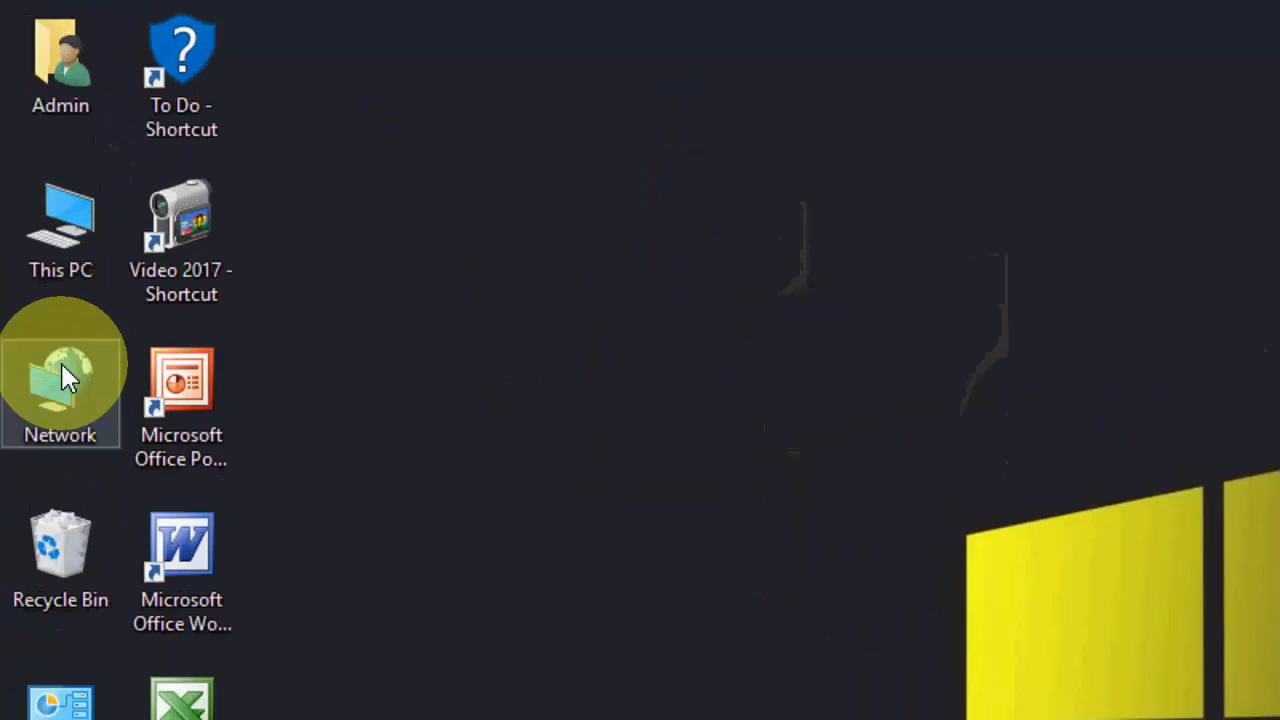 Admin
To Do -
Shortcut
This PC
Video 2017 -
Shortcut
Network
Microsoft
Office Po...
Recycle Bin
Microsoft
Office Wo...